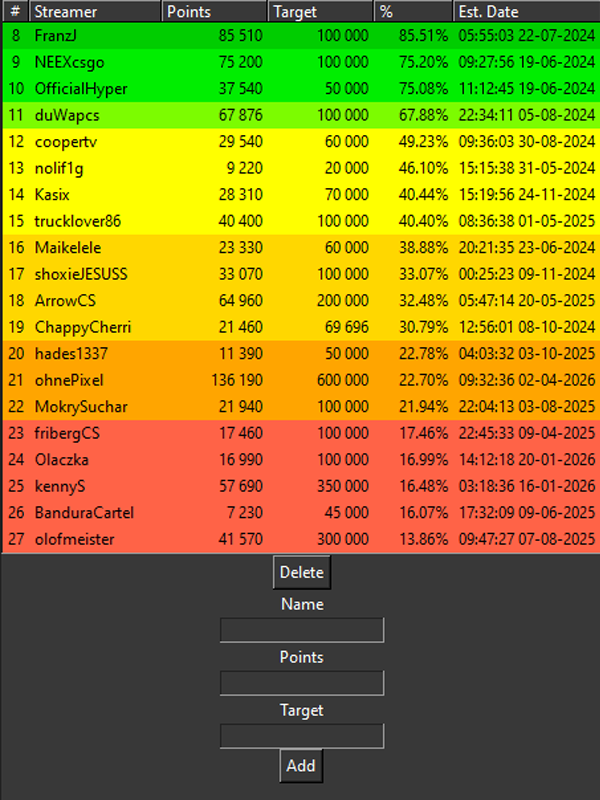 # Streamer Points Target % Est. Date
8 FranzJ 85 510 100 000 85.51% 05:55:03 22-07-2024
9 NEEXcsgo 75 200 100 000 75.20% 09:27:56 19-06-2024
10 OfficialHyper 37 540 50 000 75.08% 11:12:45 19-06-2024
11 duWapcs 67 876 100 000 67.88% 22:34:11 05-08-2024
12 coopertv 29 540 60 000 49.23% 09:36:03 30-08-2024
13 nolif1g 9 220 20 000 46.10% 15:15:38 31-05-2024
14 Kasix 28 310 70 000 40.44% 15:19:56 24-11-2024
15 trucklover86 40 400 100 000 40.40% 08:36:38 01-05-2025
16 Maikelele 23 330 60 000 38.88% 20:21:35 23-06-2024
17 shoxieJESUSS 33 070 100 000 33.07% 00:25:23 09-11-2024
18 ArrowCS 64 960 200 000 32.48% 05:47:14 20-05-2025
19 ChappyCherri 21 460 69 696 30.79% 12:56:01 08-10-2024
20 hades1337 11 390 50 000 22.78% 04:03:32 03-10-2025
21 ohnePixel 136 190 600 000 22.70% 09:32:36 02-04-2026
22 MokrySuchar 21 940 100 000 21.94% 22:04:13 03-08-2025
23 fribergCS 17 460 100 000 17.46% 22:45:33 09-04-2025
24 Olaczka 16 990 100 000 16.99% 14:12:18 20-01-2026
25 kennyS 57 690 350 000 16.48% 03:18:36 16-01-2026
26 BanduraCartel 7 230 45 000 16.07% 17:32:09 09-06-2025
27 olofmeister 41 570 300 000 13.86% 09:47:27 07-08-2025
Delete
Name
Points
Target
Add